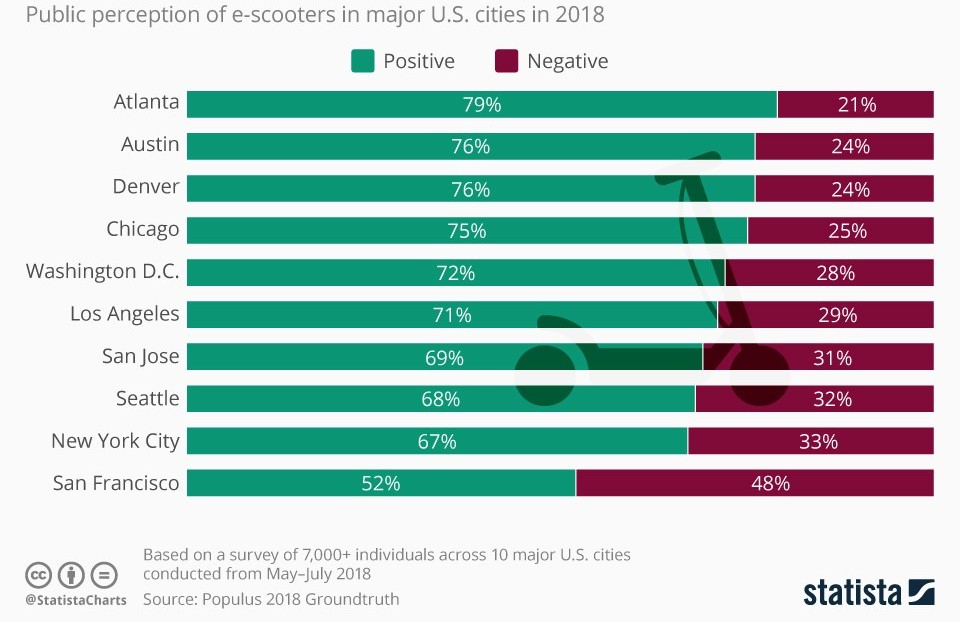 Public perception of e-scooters in major U.S. cities in 2018
Positive Negative
Atlanta 79% 21%
Austin 76% 24%
Denver 76% 24%
Chicago 75% 25%
Washington D.C. 72% 28%
Los Angeles 71% 29%
San Jose 69% 31%
Seattle 68% 32%
New York City 67% 33%
San Francisco 52% 48%
Based on a survey of 7,000+ individuals across 10 major U.S. cities
conducted from May–July 2018
cc
@StatistaCharts Source: Populus 2018 Groundtruth
statista